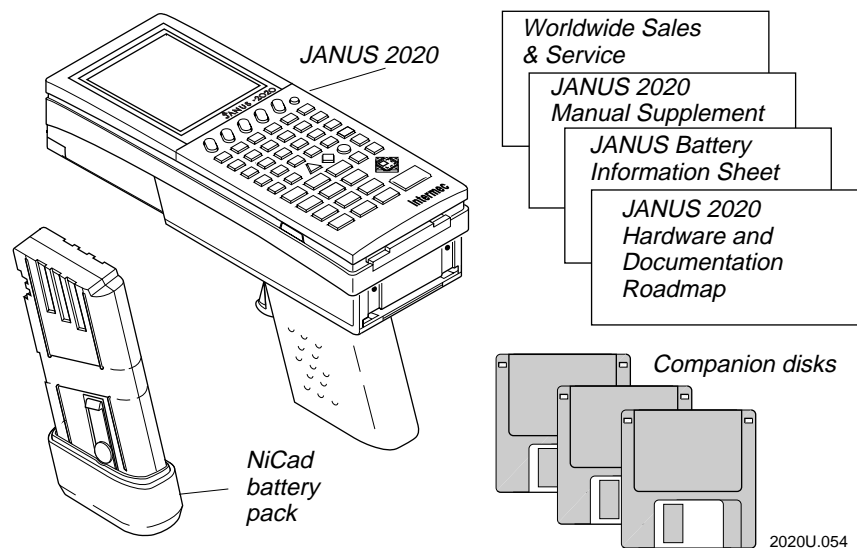 JANUS 2020
JANUS - 2020
Intermec
NiCad
battery
pack
Worldwide Sales
& Service
JANUS 2020
Manual Supplement
JANUS Battery
Information Sheet
JANUS 2020
Hardware and
Documentation
Roadmap
Companion disks
2020U.054